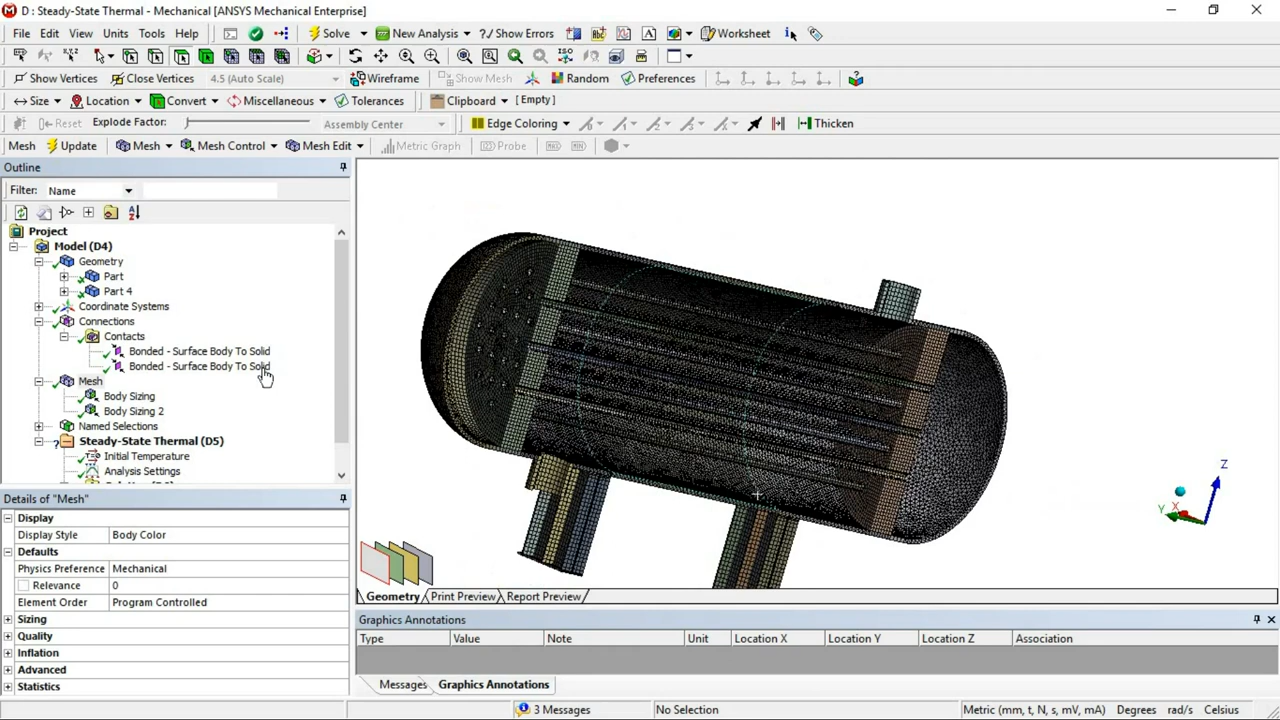 D : Steady-State Thermal - Mechanical [ANSYS Mechanical Enterprise]
File Edit View Units Tools Help Solve New Analysis ?/ Show Errors Worksheet
Show Vertices Close Vertices 4.5 (Auto Scale) Wireframe Show Mesh Random Preferences
Size Location Convert Miscellaneous Tolerances Clipboard [ Empty ]
Reset Explode Factor: Assembly Center Edge Coloring Thicken
Mesh Update Mesh Mesh Control Mesh Edit Metric Graph Probe
Outline
Filter: Name
Project
Model (D4)
Geometry
Part
Part 4
Coordinate Systems
Connections
Contacts
Bonded - Surface Body To Solid
Bonded - Surface Body To Solid
Mesh
Body Sizing
Body Sizing 2
Named Selections
Steady-State Thermal (D5)
Initial Temperature
Analysis Settings
Details of "Mesh"
Display
Display Style Body Color
Defaults
Physics Preference Mechanical
Relevance 0
Element Order Program Controlled
Sizing
Quality
Inflation
Advanced
Statistics
Z
Y X
Geometry Print Preview Report Preview
Graphics Annotations
Type Value Note Unit Location X Location Y Location Z Association
Messages Graphics Annotations
3 Messages No Selection Metric (mm, t, N, s, mV, mA) Degrees rad/s Celsius